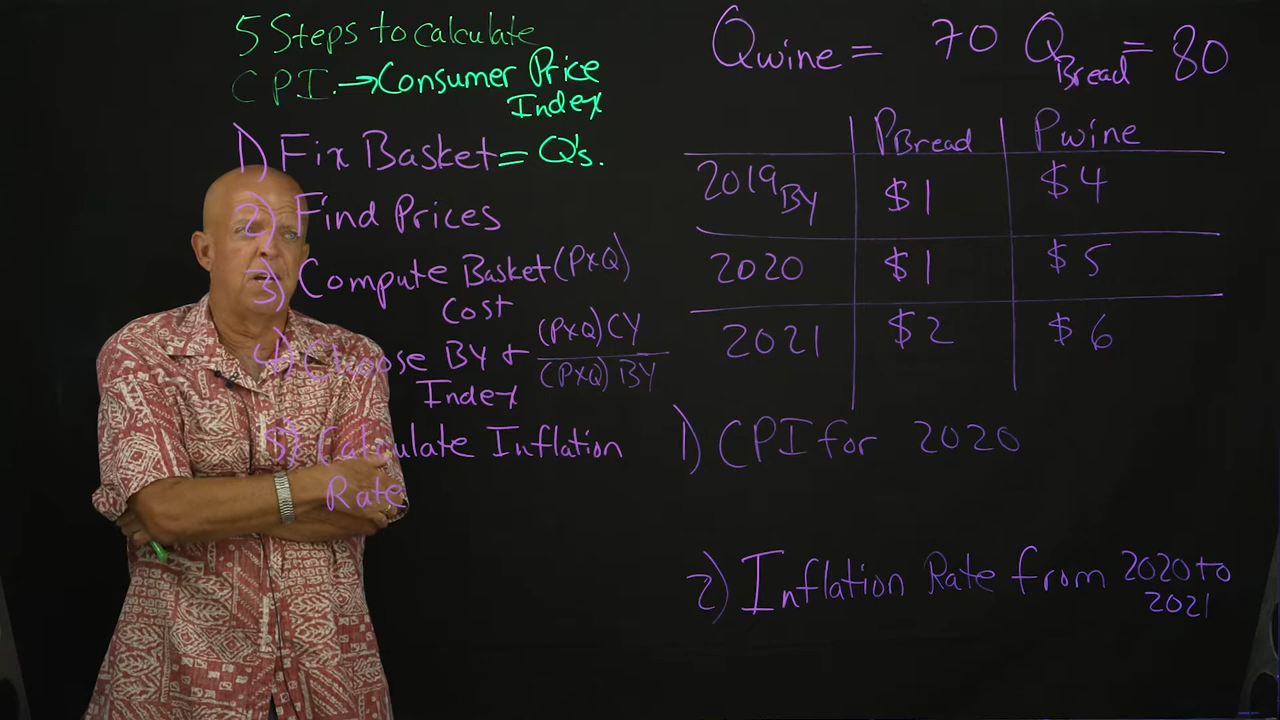 5 Steps to calculate
CPI. → Consumer Price
Index
1) Fix Basket = Q's.
2) Find Prices
3) Compute Basket (PxQ)
Cost
4) Choose BY + (PxQ) CY
Index (PxQ) BY
5) Calculate Inflation
Rate
Qwine = 70 QBread = 80
PBread Pwine
2019 BY $1 $4
2020 $1 $5
2021 $2 $6
1) CPI for 2020
2) Inflation Rate from 2020 to
2021